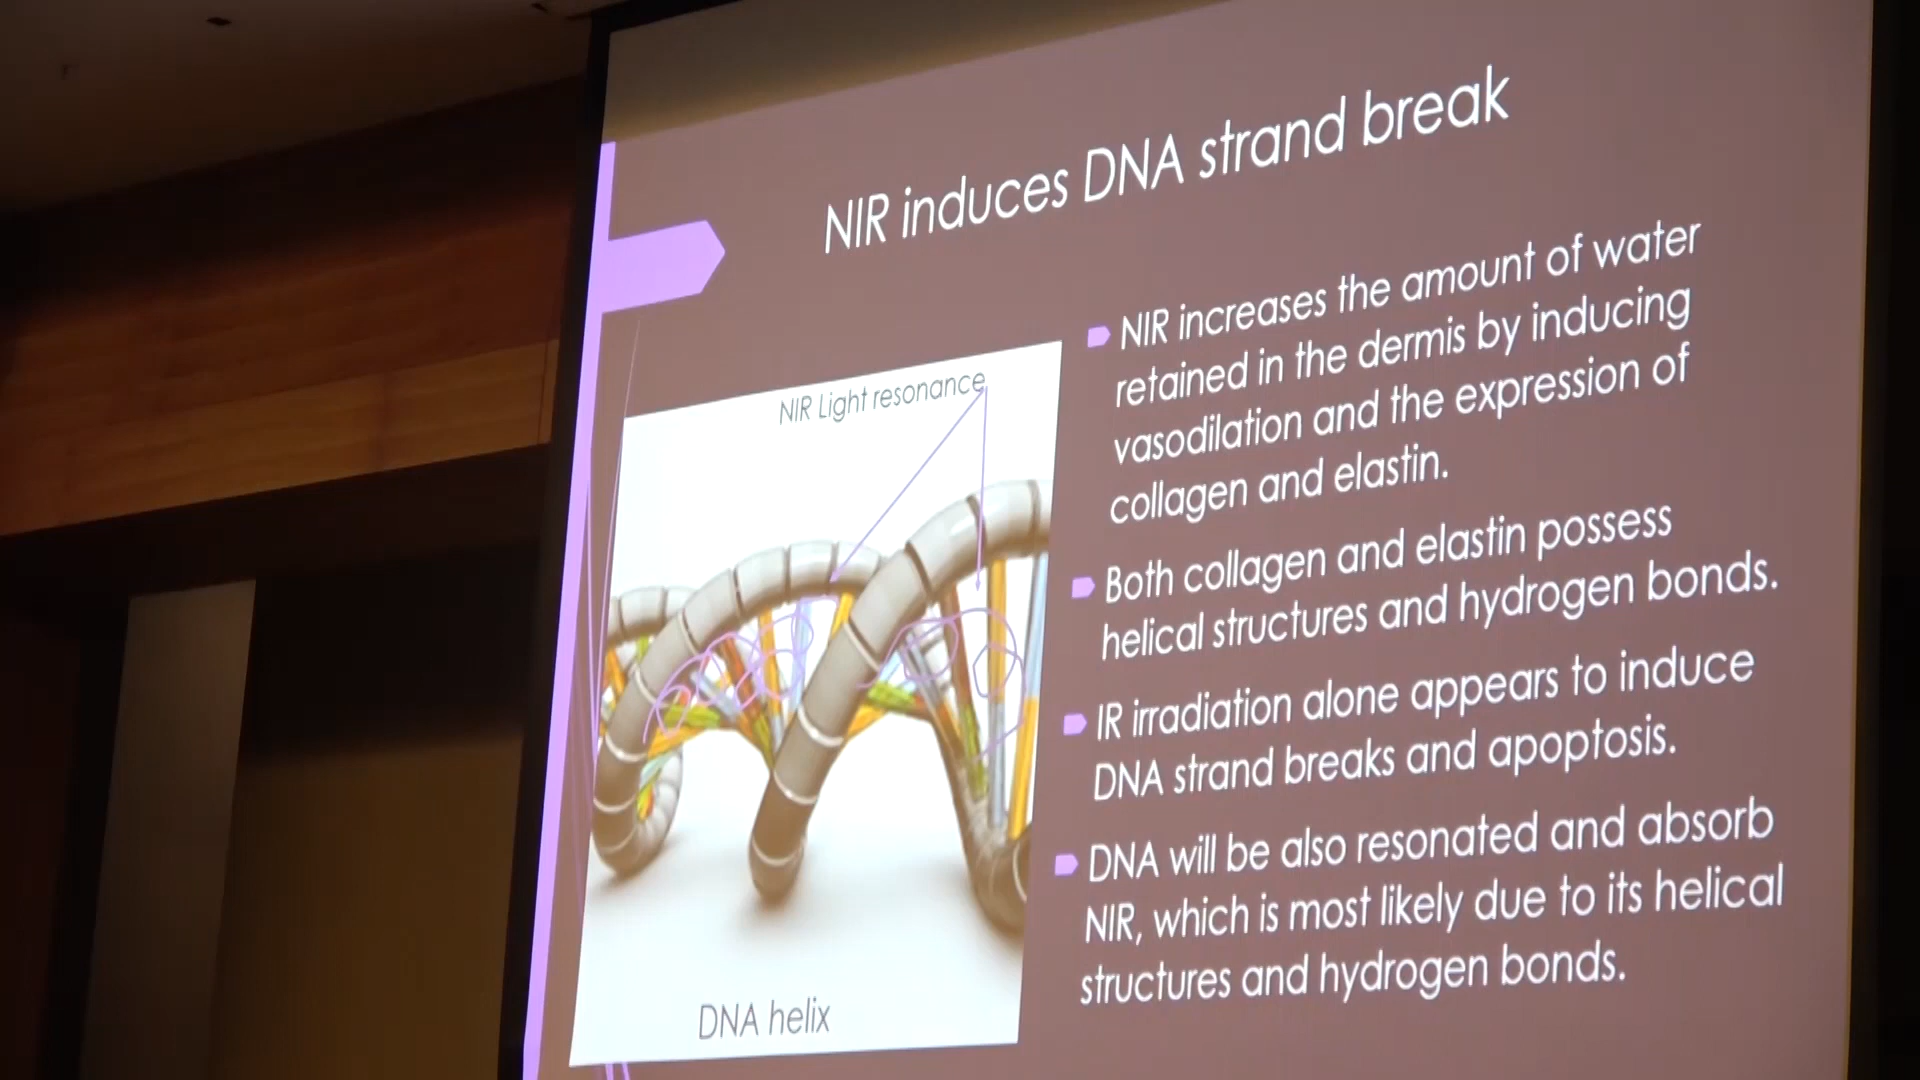 NIR induces DNA strand break
NIR Light resonance
DNA helix
NIR increases the amount of water
retained in the dermis by inducing
vasodilation and the expression of
collagen and elastin.
Both collagen and elastin possess
helical structures and hydrogen bonds.
IR irradiation alone appears to induce
DNA strand breaks and apoptosis.
DNA will be also resonated and absorb
NIR, which is most likely due to its helical
structures and hydrogen bonds.